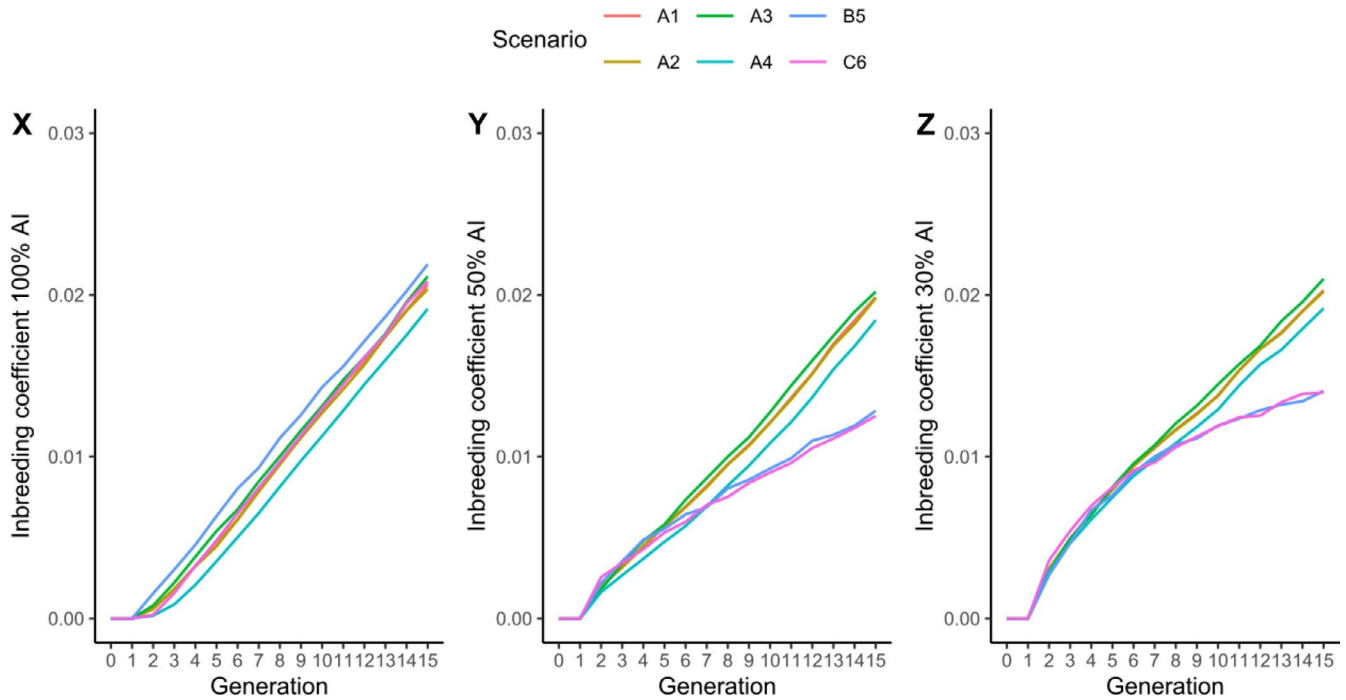 Scenario
A1 A3 B5
A2 A4 C6
X
Inbreeding coefficient 100% AI
0.03
0.02
0.01
0.00
0 1 2 3 4 5 6 7 8 9 10 11 12 13 14 15
Generation
Y
Inbreeding coefficient 50% AI
0.03
0.02
0.01
0.00
0 1 2 3 4 5 6 7 8 9 10 11 12 13 14 15
Generation
Z
Inbreeding coefficient 30% AI
0.03
0.02
0.01
0.00
0 1 2 3 4 5 6 7 8 9 10 11 12 13 14 15
Generation